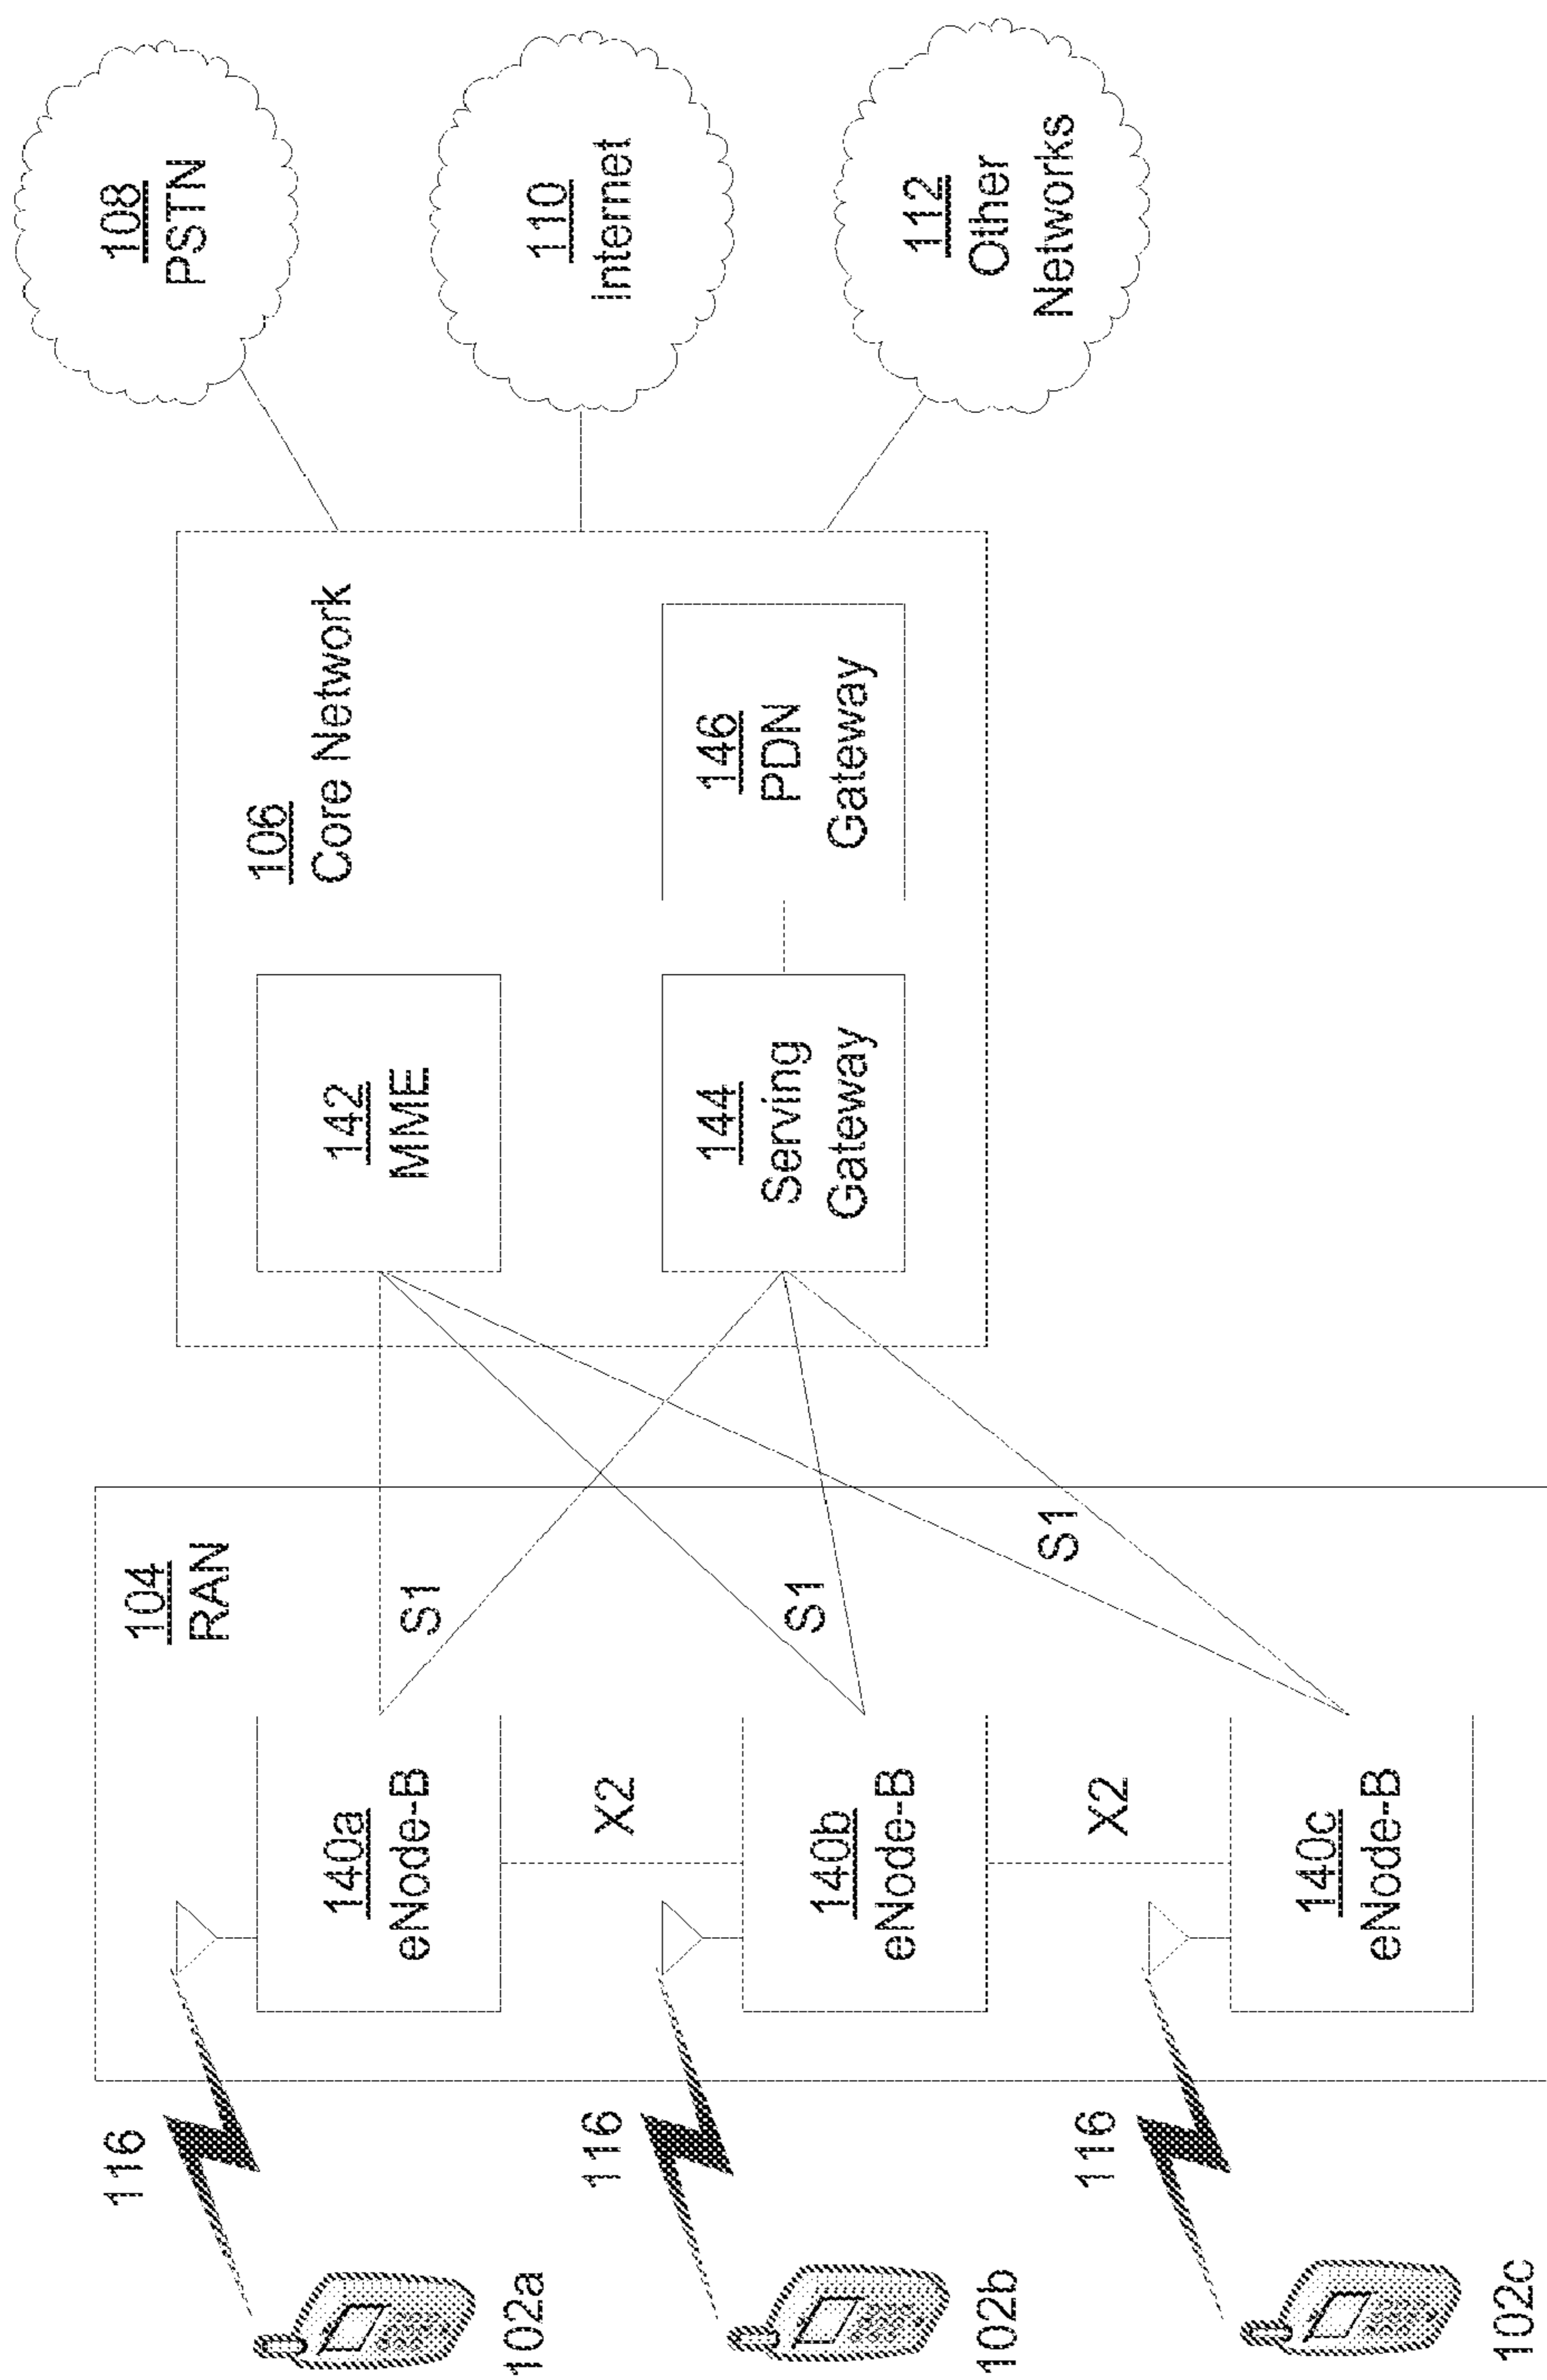 116
102a
116
102b
116
102c
104
RAN
140a
eNode-B
X2
140b
eNode-B
X2
140c
eNode-B
S1
S1
S1
106
Core Network
142
MME
144
Serving
Gateway
146
PDN
Gateway
108
PSTN
110
Internet
112
Other
Networks